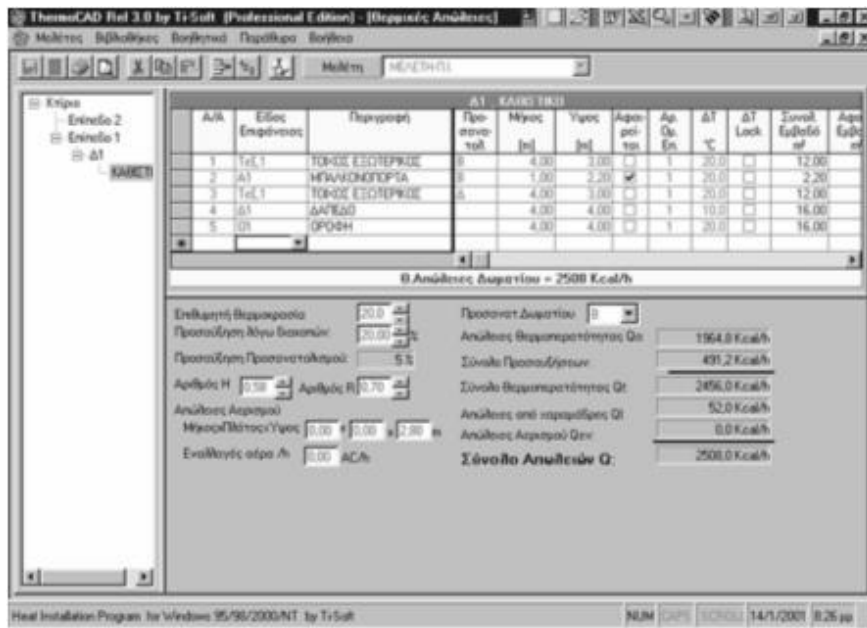 ThermoCAD Rel 3.0 by Ti-Soft (Professional Edition) - [Θερμικές Απώλειες]
Μελέτες Βιβλιοθήκες Βοηθητικά Παράθυρα Βοήθεια
Μελέτη ΜΕΛΕΤΗ-Π1.
Κτίριο
Επίπεδο 2
Επίπεδο 1
Δ1
ΚΑΘΙΣΤΙ
Δ1 ΚΑΘΙΣΤΙΚΟ
Α/Α Είδος Επιφάνειας Περιγραφή Προσανατολ. Μήκος [m] Υψος [m] Αφαιρείται Αρ. Ομ. Επ. ΔΤ °C ΔΤ Lock Συνολ. Εμβαδό m²
1 Τεξ.1 ΤΟΙΧΟΣ ΕΞΩΤΕΡΙΚΟΣ Β 4,00 3,00 1 20,0 12,00
2 Α1 ΜΠΑΛΚΟΝΟΠΟΡΤΑ Β 1,00 2,20 1 20,0 2,20
3 Τεξ.1 ΤΟΙΧΟΣ ΕΞΩΤΕΡΙΚΟΣ Δ 4,00 3,00 1 20,0 12,00
4 Δ1 ΔΑΠΕΔΟ 4,00 4,00 1 10,0 16,00
5 Ο1 ΟΡΟΦΗ 4,00 4,00 1 20,0 16,00
Θ.Απώλειες Δωματίου = 2508 Kcal/h
Επιθυμητή Θερμοκρασία 20,0
Προσαύξηση λόγω διακοπών: 20,00 %
Προσαύξηση Προσανατολισμού: 5 %
Αριθμός Η 0,58 Αριθμός R 0,70
Απώλειες Αερισμού
Μήκος×Πλάτος×Υψος 0,00 * 0,00 x 2,80 m
Εναλλαγές αέρα /h 0,00 AC/h
Προσανατ.Δωματίου Β
Απώλειες Θερμοπερατότητας Qo: 1964,8 Kcal/h
Σύνολο Προσαυξήσεων: 491,2 Kcal/h
Σύνολο Θερμοπερατότητας Qt: 2456,0 Kcal/h
Απώλειες από χαραμάδες Ql: 52,0 Kcal/h
Απώλειες Αερισμού Qev: 0,0 Kcal/h
Σύνολο Απωλειών Q: 2508,0 Kcal/h
Heat Installation Program for Windows 95/98/2000/NT by Ti-Soft NUM CAPS SCROLL 14/1/2001 8:26 μμ